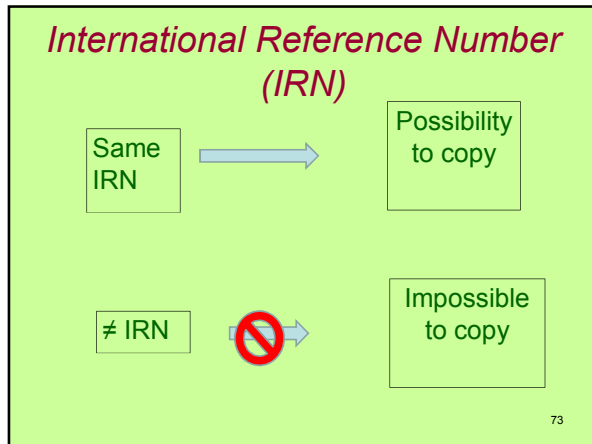 International Reference Number
(IRN)
Same
IRN
Possibility
to copy
≠ IRN
Impossible
to copy
73